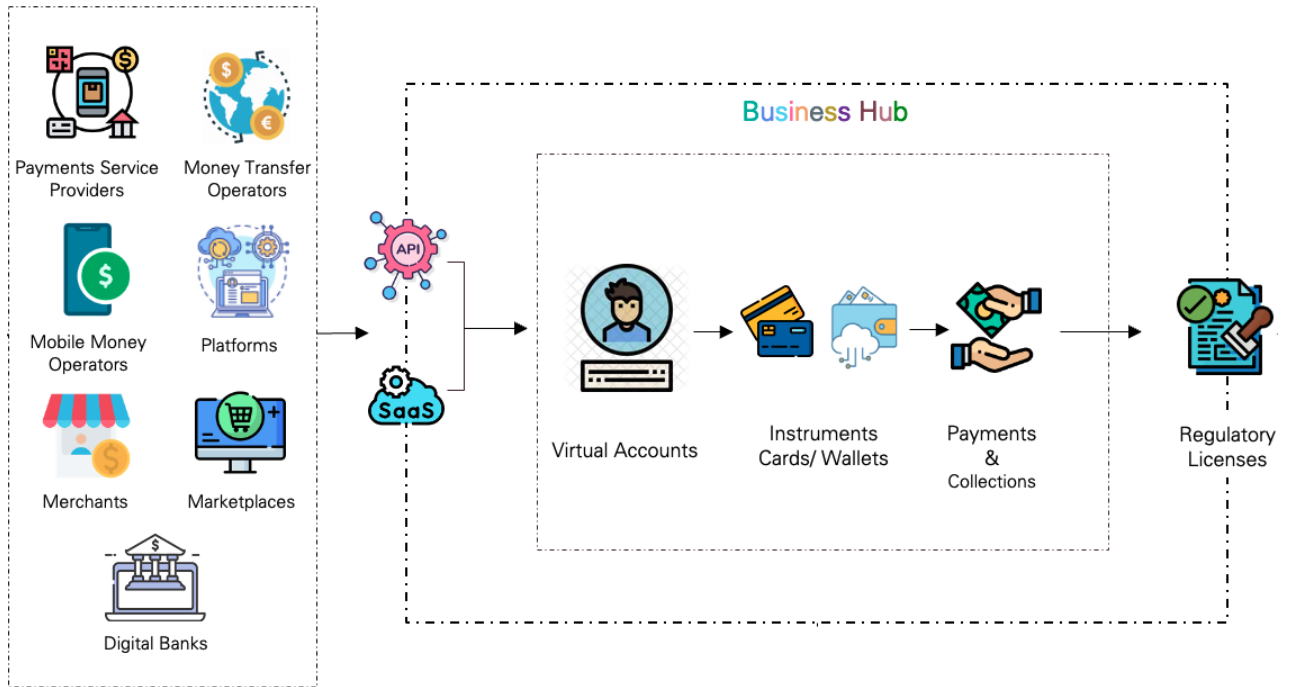 Payments Service
Providers
Money Transfer
Operators
Mobile Money
Operators
Platforms
Merchants
Marketplaces
Digital Banks
$
$
€
$
$
$
API
SaaS
Business Hub
Virtual Accounts
Instruments
Cards/ Wallets
Payments
&
Collections
Regulatory
Licenses